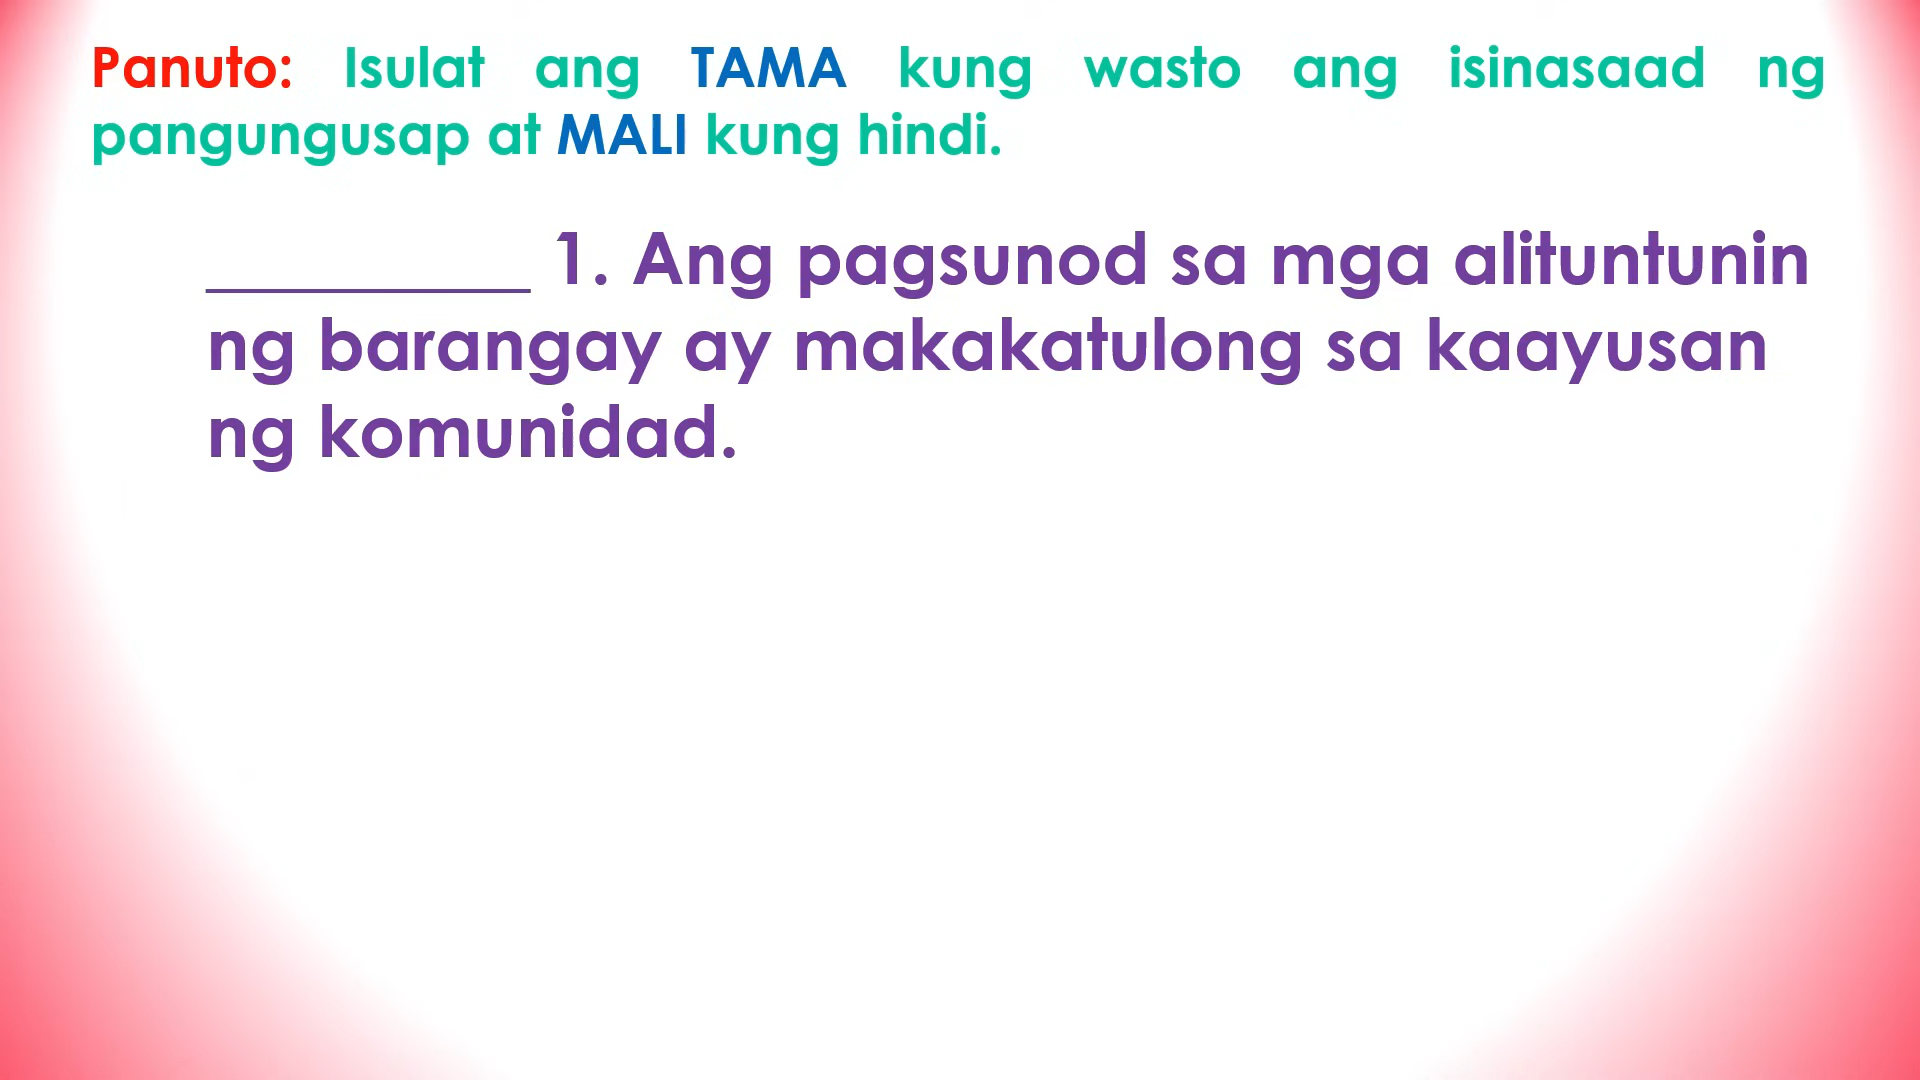 Panuto: Isulat ang TAMA kung wasto ang isinasaad ng
pangungusap at MALI kung hindi.
_________ 1. Ang pagsunod sa mga alituntunin
ng barangay ay makakatulong sa kaayusan
ng komunidad.